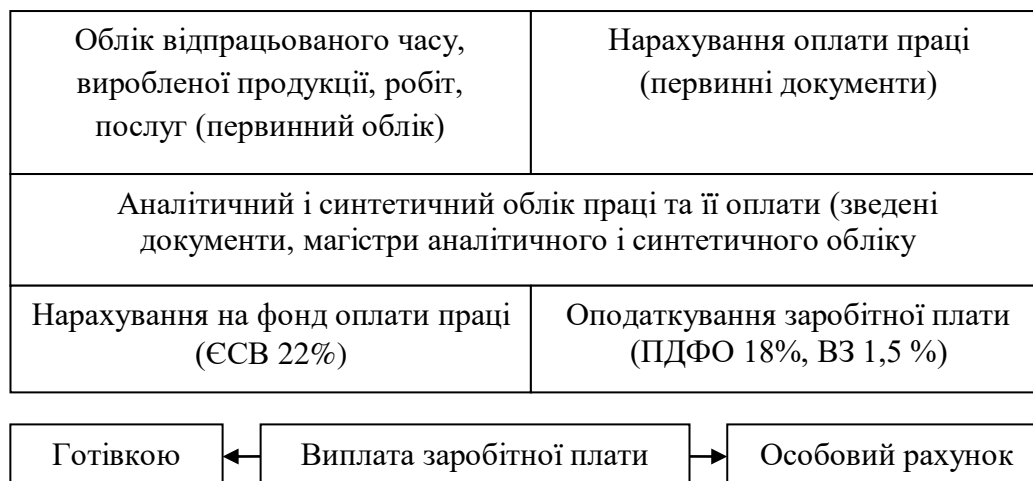 Облік відпрацьованого часу,
виробленої продукції, робіт,
послуг (первинний облік)
Нарахування оплати праці
(первинні документи)
Аналітичний і синтетичний облік праці та її оплати (зведені
документи, магістри аналітичного і синтетичного обліку
Нарахування на фонд оплати праці
(ЄСВ 22%)
Оподаткування заробітної плати
(ПДФО 18%, ВЗ 1,5 %)
Готівкою
Виплата заробітної плати
Особовий рахунок